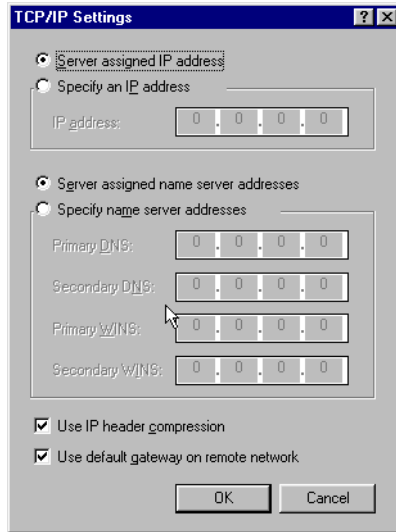 TCP/IP Settings
Server assigned IP address
Specify an IP address
IP address: 0 . 0 . 0 . 0
Server assigned name server addresses
Specify name server addresses
Primary DNS: 0 . 0 . 0 . 0
Secondary DNS: 0 . 0 . 0 . 0
Primary WINS: 0 . 0 . 0 . 0
Secondary WINS: 0 . 0 . 0 . 0
Use IP header compression
Use default gateway on remote network
OK Cancel